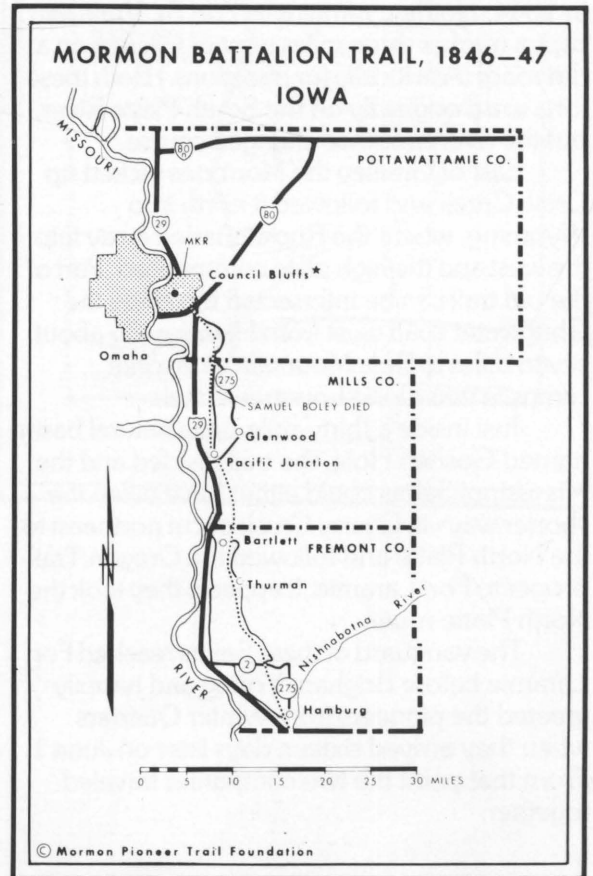 MORMON BATTALION TRAIL, 1846–47
IOWA
MISSOURI
80N
POTTAWATTAMIE CO.
29
80
MKR
Council Bluffs*
Omaha
275
MILLS CO.
SAMUEL BOLEY DIED
29
Glenwood
Pacific Junction
Bartlett
FREMONT CO.
N
Thurman
Nishnabotna River
RIVER
2
275
Hamburg
0 5 10 15 20 25 30 MILES
© Mormon Pioneer Trail Foundation